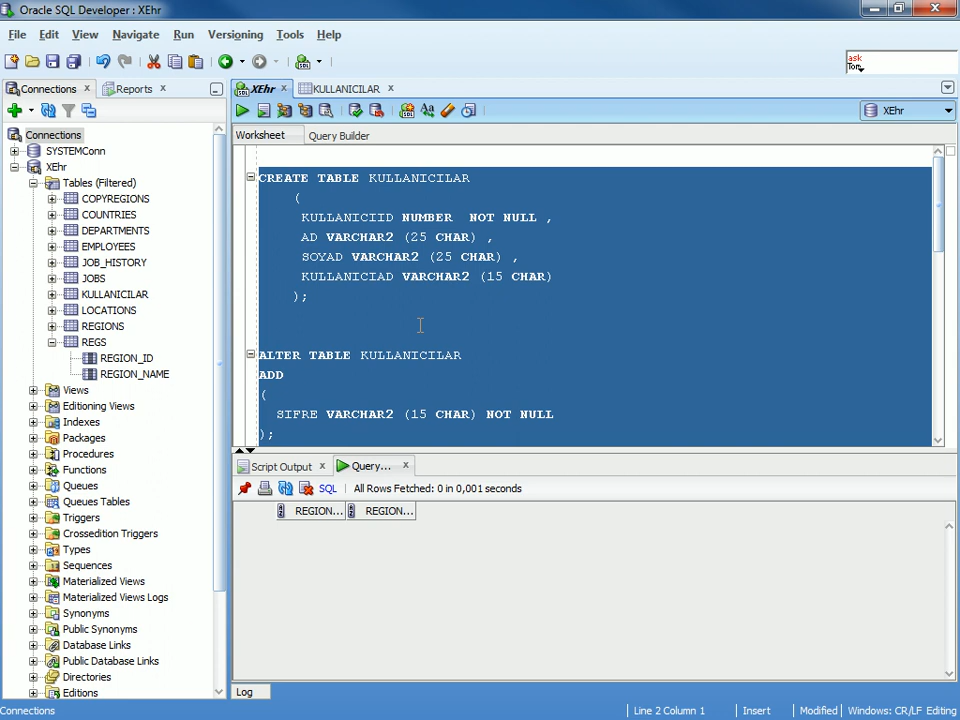 Oracle SQL Developer : XEhr
File Edit View Navigate Run Versioning Tools Help
ask
Tom
Connections Reports
XEhr KULLANICILAR
XEhr
Worksheet Query Builder
Connections
SYSTEMConn
XEhr
Tables (Filtered)
COPYREGIONS
COUNTRIES
DEPARTMENTS
EMPLOYEES
JOB_HISTORY
JOBS
KULLANICILAR
LOCATIONS
REGIONS
REGS
REGION_ID
REGION_NAME
Views
Editioning Views
Indexes
Packages
Procedures
Functions
Queues
Queues Tables
Triggers
Crossedition Triggers
Types
Sequences
Materialized Views
Materialized Views Logs
Synonyms
Public Synonyms
Database Links
Public Database Links
Directories
Editions
CREATE TABLE KULLANICILAR
(
KULLANICIID NUMBER NOT NULL ,
AD VARCHAR2 (25 CHAR) ,
SOYAD VARCHAR2 (25 CHAR) ,
KULLANICIAD VARCHAR2 (15 CHAR)
);
ALTER TABLE KULLANICILAR
ADD
(
SIFRE VARCHAR2 (15 CHAR) NOT NULL
);
Script Output Query...
SQL All Rows Fetched: 0 in 0,001 seconds
REGION... REGION...
Log
Connections Line 2 Column 1 Insert Modified Windows: CR/LF Editing